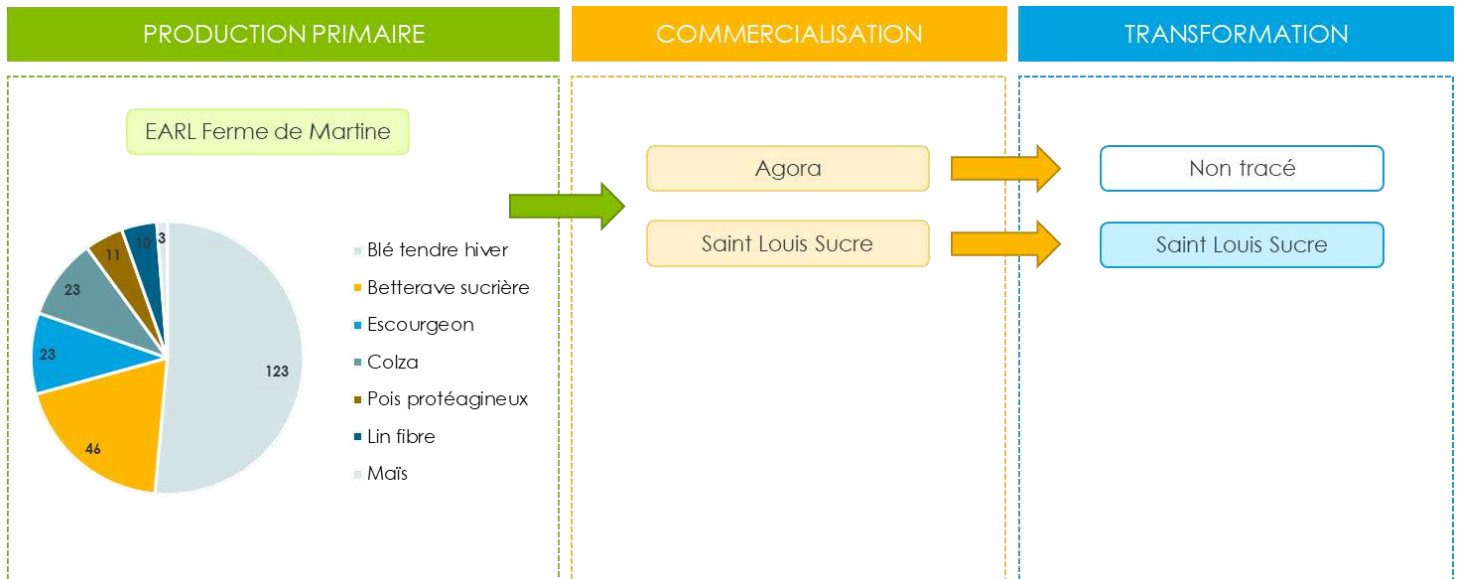 PRODUCTION PRIMAIRE
COMMERCIALISATION
TRANSFORMATION
EARL Ferme de Martine
Agora
Non tracé
Saint Louis Sucre
Saint Louis Sucre
123
46
23
23
11
10
3
Blé tendre hiver
Betterave sucrière
Escourgeon
Colza
Pois protéagineux
Lin fibre
Maïs